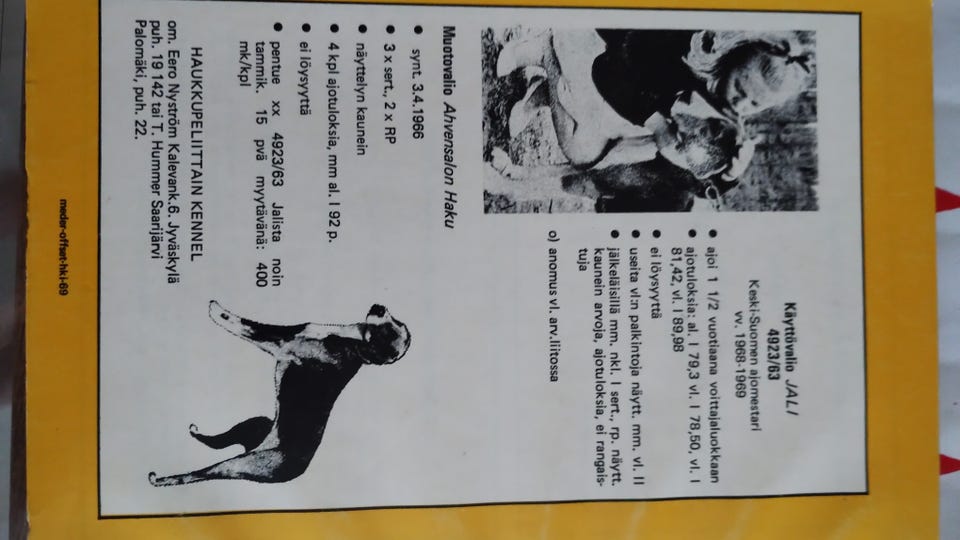 Käyttövalio JALI
4923/63
Keski-Suomen ajomestari
vv. 1968-1969
● ajoi 1 1/2 vuotiaana voittajaluokkaan
● ajotuloksia: al. I 79,3 vl. I 78,50, vl. I
81,42, vl. I 89,98
● ei löysyyttä
● useita vl:n palkintoja näytt. mm. vl. II
● jälkeläisillä mm. nkl. I sert., rp. näytt.
kaunein arvoja, ajotuloksia, ei rangais-
tuja
o) anomus vl. arv.liitossa
Muotovalio Ahvensalon Haku
● synt. 3.4.1966
● 3 x sert., 2 x RP
● näyttelyn kaunein
● 4 kpl ajotuloksia, mm al. I 92 p.
● ei löysyyttä
● pentue xx 4923/63 Jalista noin
tammik. 15 pvä myytävänä: 400
mk/kpl
HAUKKUPELIITTAIN KENNEL
om. Eero Nyström Kalevank.6. Jyväskylä
puh. 19 142 tai T. Hummer Saarijärvi
Palomäki, puh. 22.
meder-offset-hki-69